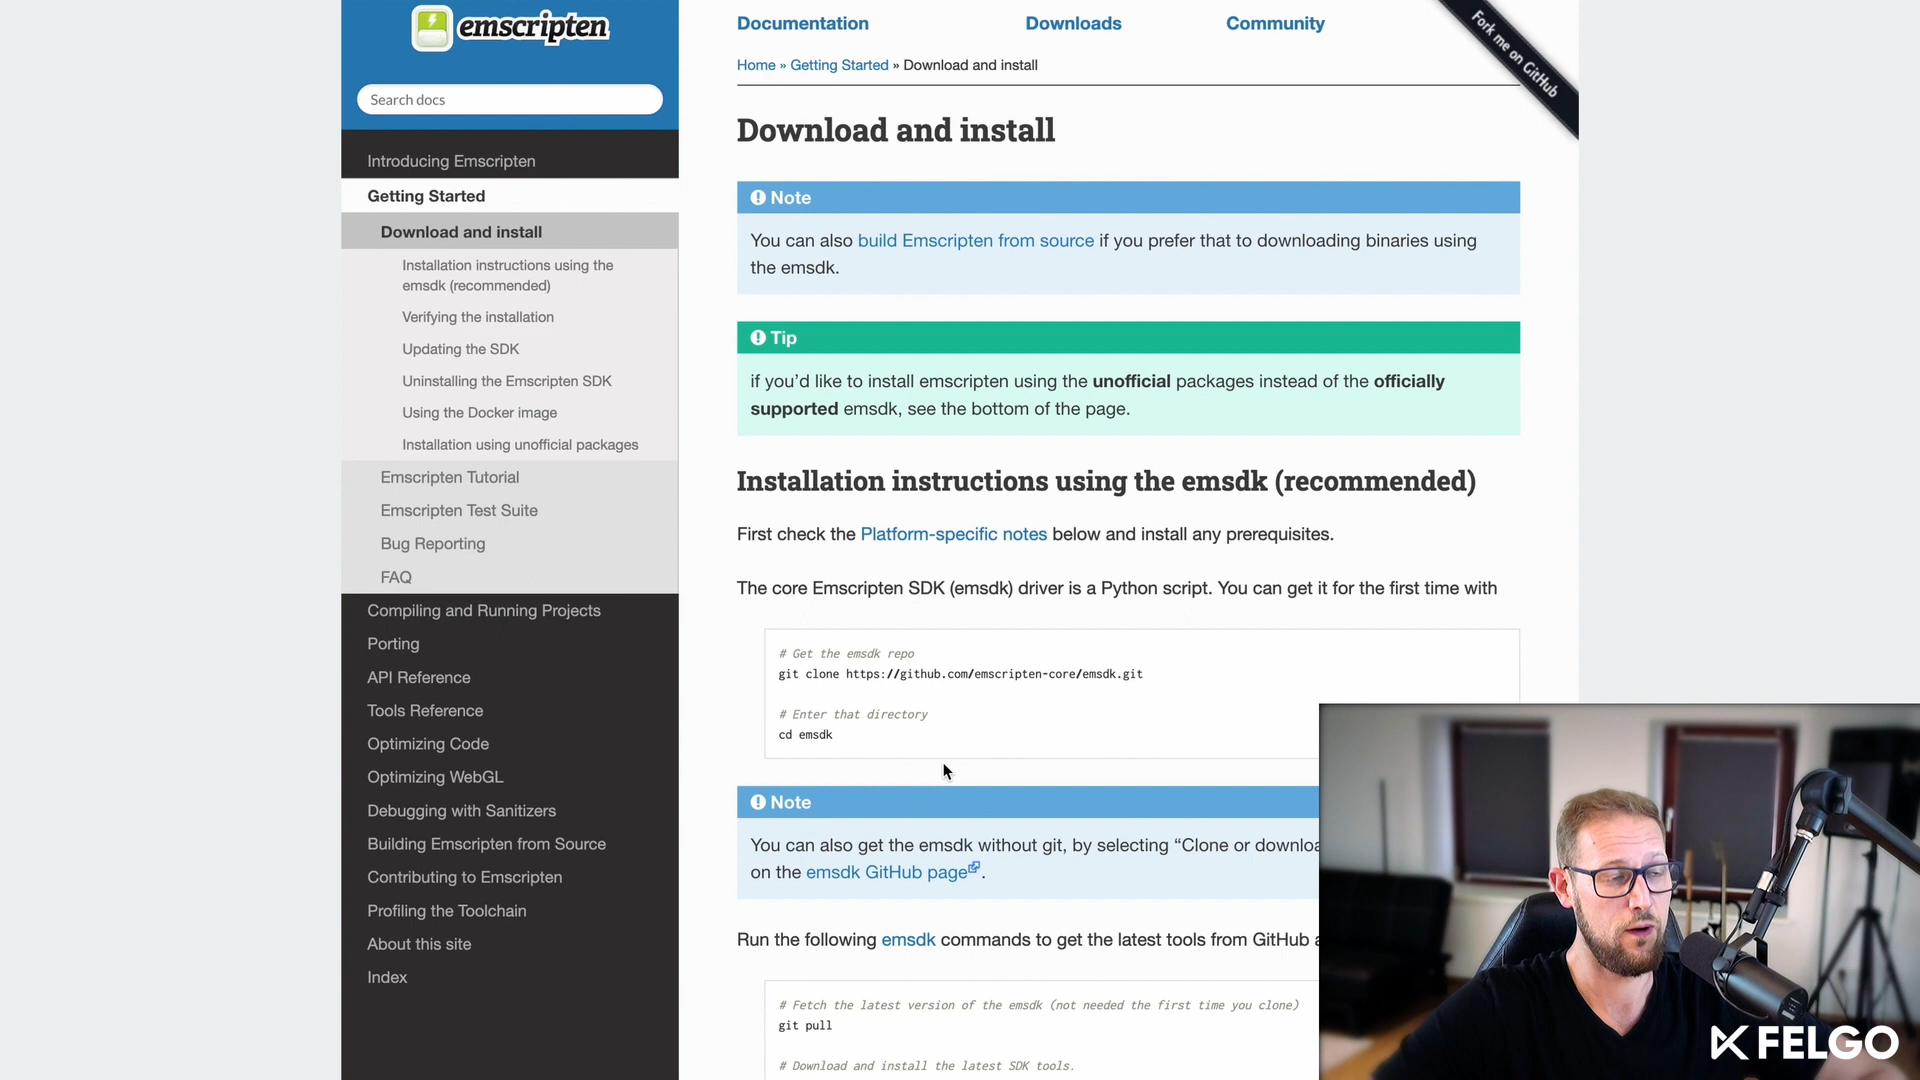 emscripten
Search docs
Introducing Emscripten
Getting Started
Download and install
Installation instructions using the
emsdk (recommended)
Verifying the installation
Updating the SDK
Uninstalling the Emscripten SDK
Using the Docker image
Installation using unofficial packages
Emscripten Tutorial
Emscripten Test Suite
Bug Reporting
FAQ
Compiling and Running Projects
Porting
API Reference
Tools Reference
Optimizing Code
Optimizing WebGL
Debugging with Sanitizers
Building Emscripten from Source
Contributing to Emscripten
Profiling the Toolchain
About this site
Index
Documentation Downloads Community
Fork me on GitHub
Home » Getting Started » Download and install
Download and install
Note
You can also build Emscripten from source if you prefer that to downloading binaries using
the emsdk.
Tip
if you’d like to install emscripten using the unofficial packages instead of the officially
supported emsdk, see the bottom of the page.
Installation instructions using the emsdk (recommended)
First check the Platform-specific notes below and install any prerequisites.
The core Emscripten SDK (emsdk) driver is a Python script. You can get it for the first time with
# Get the emsdk repo
git clone https://github.com/emscripten-core/emsdk.git
# Enter that directory
cd emsdk
Note
You can also get the emsdk without git, by selecting “Clone or downloa
on the emsdk GitHub page.
Run the following emsdk commands to get the latest tools from GitHub
# Fetch the latest version of the emsdk (not needed the first time you clone)
git pull
# Download and install the latest SDK tools.
FELGO